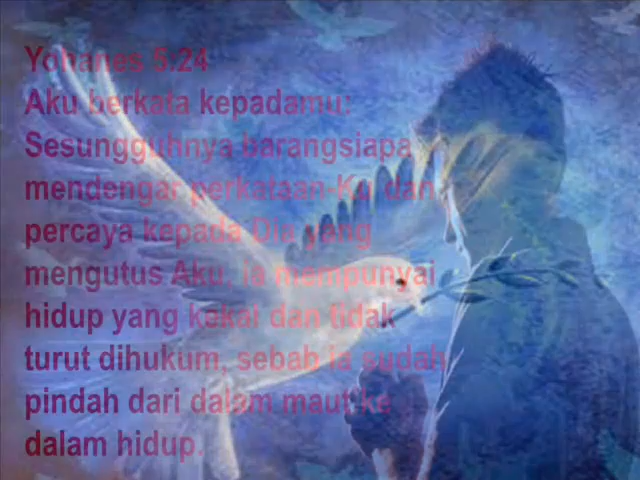 Yohanes 5:24
Aku berkata kepadamu:
Sesungguhnya barangsiapa
mendengar perkataan-Ku dan
percaya kepada Dia yang
mengutus Aku, ia mempunyai
hidup yang kekal dan tidak
turut dihukum, sebab ia sudah
pindah dari dalam maut ke
dalam hidup.